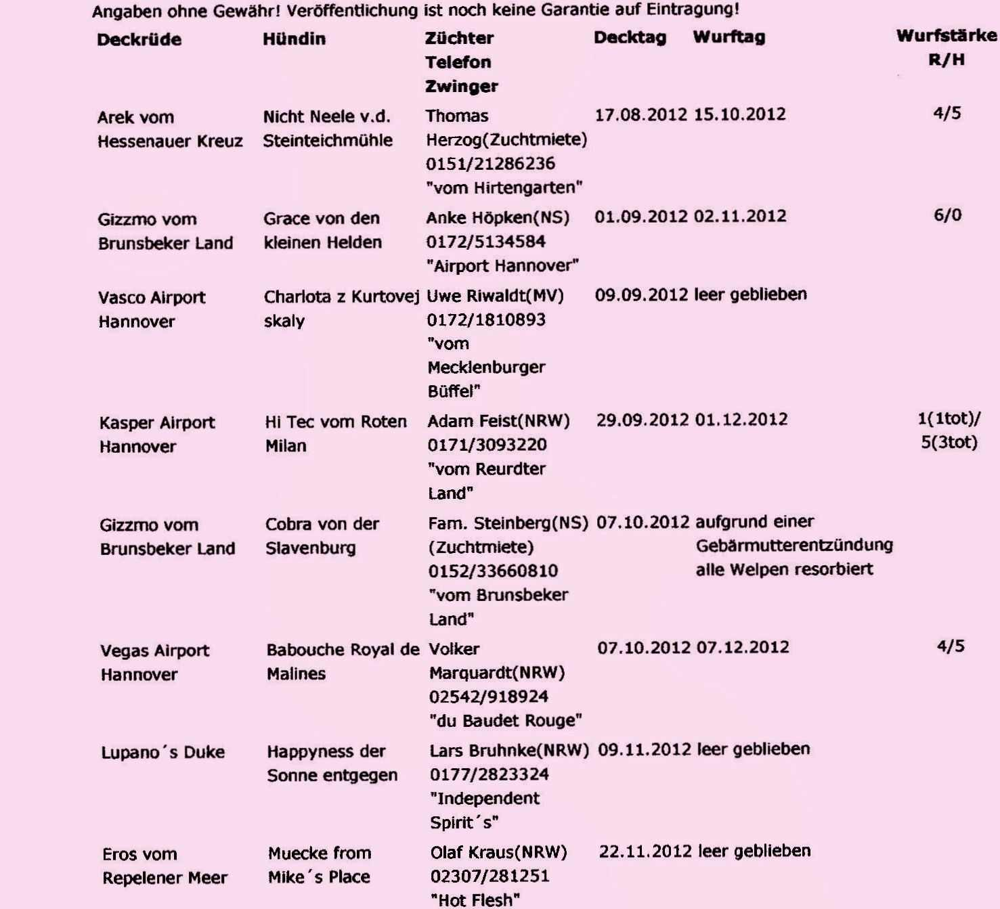 Angaben ohne Gewähr! Veröffentlichung ist noch keine Garantie auf Eintragung!
Deckrüde Hündin Züchter Decktag Wurftag Wurfstärke
Telefon R/H
Zwinger
Arek vom Nicht Neele v.d. Thomas 17.08.2012 15.10.2012 4/5
Hessenauer Kreuz Steinteichmühle Herzog(Zuchtmiete)
0151/21286236
"vom Hirtengarten"
Gizzmo vom Grace von den Anke Höpken(NS) 01.09.2012 02.11.2012 6/0
Brunsbeker Land kleinen Helden 0172/5134584
"Airport Hannover"
Vasco Airport Charlota z Kurtovej Uwe Riwaldt(MV) 09.09.2012 leer geblieben
Hannover skaly 0172/1810893
"vom
Mecklenburger
Büffel"
Kasper Airport Hi Tec vom Roten Adam Feist(NRW) 29.09.2012 01.12.2012 1(1tot)/
Hannover Milan 0171/3093220 5(3tot)
"vom Reurdter
Land"
Gizzmo vom Cobra von der Fam. Steinberg(NS) 07.10.2012 aufgrund einer
Brunsbeker Land Slavenburg (Zuchtmiete) Gebärmutterentzündung
0152/33660810 alle Welpen resorbiert
"vom Brunsbeker
Land"
Vegas Airport Babouche Royal de Volker 07.10.2012 07.12.2012 4/5
Hannover Malines Marquardt(NRW)
02542/918924
"du Baudet Rouge"
Lupano´s Duke Happyness der Lars Bruhnke(NRW) 09.11.2012 leer geblieben
Sonne entgegen 0177/2823324
"Independent
Spirit´s"
Eros vom Muecke from Olaf Kraus(NRW) 22.11.2012 leer geblieben
Repelener Meer Mike´s Place 02307/281251
"Hot Flesh"